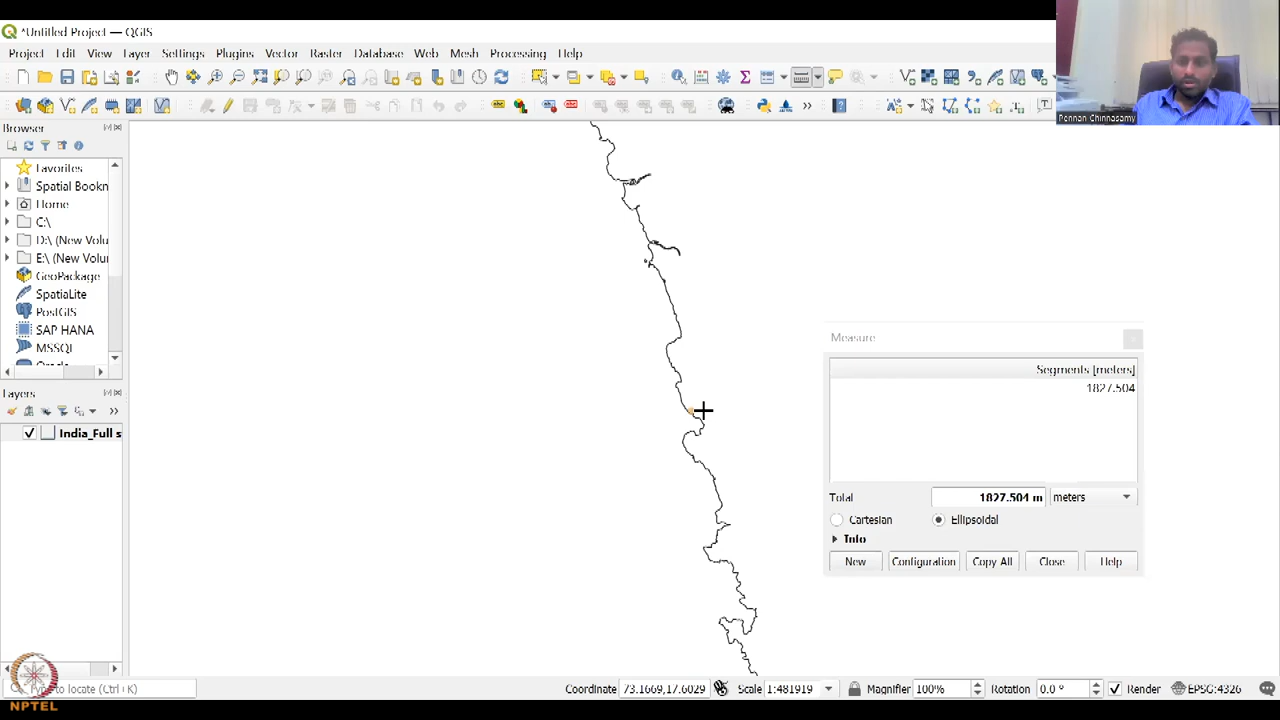 *Untitled Project — QGIS
Project Edit View Layer Settings Plugins Vector Raster Database Web Mesh Processing Help
Pennan Chinnasamy
Browser
Favorites
Spatial Bookn
Home
C:\
D:\ (New Volu
E:\ (New Volu
GeoPackage
SpatiaLite
PostGIS
SAP HANA
MSSQL
Layers
India_Full s
Measure
Segments [meters]
1827.504
Total 1827.504 m meters
Cartesian Ellipsoidal
Info
New Configuration Copy All Close Help
Type to locate (Ctrl+K) Coordinate 73.1669,17.6029 Scale 1:481919 Magnifier 100% Rotation 0.0 ° Render EPSG:4326
NPTEL